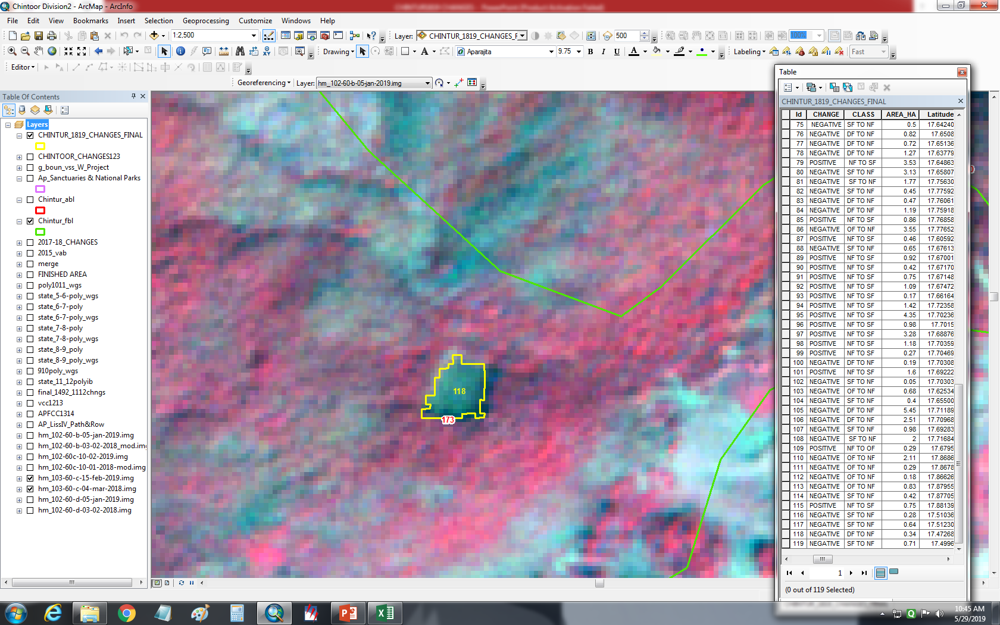 Chintoor Division2 - ArcMap - ArcInfo
File Edit View Bookmarks Insert Selection Geoprocessing Customize Windows Help
1:2,500 Layer: CHINTUR_1819_CHANGES_F 500 100%
Drawing Aparajita 9.75 B I U A Labeling Fast
Editor
Georeferencing Layer: hm_102-60-b-05-jan-2019.img
Table Of Contents
Layers
CHINTUR_1819_CHANGES_FINAL
CHINTOOR_CHANGES123
g_boun_vss_W_Project
Ap_Sanctuaries & National Parks
Chintur_abl
Chintur_fbl
2017-18_CHANGES
2015_vab
merge
FINISHED AREA
poly1011_wgs
state_5-6-poly_wgs
state_6-7-poly
state_6-7-poly_wgs
state_7-8-poly
state_7-8-poly_wgs
state_8-9_poly
state_8-9_poly_wgs
910poly_wgs
state_11_12polyib
final_1492_1112chngs
vcc1213
APFCC1314
AP_LissIV_Path&Row
hm_102-60-b-05-jan-2019.img
hm_102-60-b-03-02-2018_mod.img
hm_102-60c-10-02-2019.img
hm_102-60c-10-01-2018-mod.img
hm_103-60-c-15-feb-2019.img
hm_103-60-c-04-mar-2018.img
hm_102-60-d-05-jan-2019.img
hm_102-60-d-03-02-2018.img
118
173
Table
CHINTUR_1819_CHANGES_FINAL
Id CHANGE CLASS AREA_HA Latitude
75 NEGATIVE SF TO NF 0.5 17.64240
76 NEGATIVE DF TO NF 0.82 17.6508
77 NEGATIVE DF TO NF 0.72 17.65136
78 NEGATIVE DF TO NF 1.27 17.63779
79 POSITIVE NF TO SF 3.53 17.64863
80 NEGATIVE SF TO NF 3.13 17.65807
81 NEGATIVE SF TO NF 1.77 17.75630
82 NEGATIVE SF TO NF 0.45 17.77592
83 NEGATIVE DF TO NF 0.47 17.76061
84 NEGATIVE DF TO NF 1.19 17.75918
85 POSITIVE NF TO SF 0.86 17.76858
86 NEGATIVE OF TO NF 3.55 17.77652
87 POSITIVE NF TO SF 0.46 17.60592
88 NEGATIVE SF TO NF 0.65 17.67613
89 POSITIVE NF TO SF 0.92 17.67001
90 POSITIVE NF TO SF 0.42 17.67170
91 POSITIVE NF TO SF 0.75 17.67148
92 POSITIVE NF TO SF 1.09 17.67472
93 POSITIVE NF TO SF 0.17 17.66164
94 POSITIVE NF TO SF 1.42 17.72358
95 POSITIVE NF TO SF 4.35 17.70236
96 POSITIVE NF TO SF 0.98 17.7015
97 POSITIVE NF TO SF 3.28 17.68876
98 POSITIVE NF TO SF 1.18 17.70359
99 POSITIVE NF TO SF 0.27 17.70469
100 NEGATIVE DF TO NF 0.19 17.70308
101 POSITIVE NF TO SF 1.6 17.69222
102 NEGATIVE SF TO NF 0.05 17.70303
103 NEGATIVE OF TO NF 0.68 17.62534
104 NEGATIVE SF TO NF 0.4 17.65500
105 NEGATIVE DF TO NF 5.45 17.71189
106 NEGATIVE DF TO NF 2.51 17.70968
107 NEGATIVE SF TO NF 0.98 17.69283
108 NEGATIVE SF TO NF 2 17.71684
109 POSITIVE NF TO OF 0.29 17.6795
110 NEGATIVE OF TO NF 2.11 17.8686
111 NEGATIVE OF TO NF 0.29 17.8678
112 NEGATIVE OF TO NF 0.18 17.86626
113 NEGATIVE OF TO NF 0.83 17.87955
114 NEGATIVE SF TO NF 0.42 17.87705
115 POSITIVE NF TO SF 0.75 17.88139
116 NEGATIVE SF TO NF 0.28 17.51036
117 NEGATIVE SF TO NF 0.64 17.51230
118 NEGATIVE DF TO NF 0.34 17.47268
119 NEGATIVE SF TO NF 0.71 17.4996
1
(0 out of 119 Selected)
10:45 AM
5/29/2019